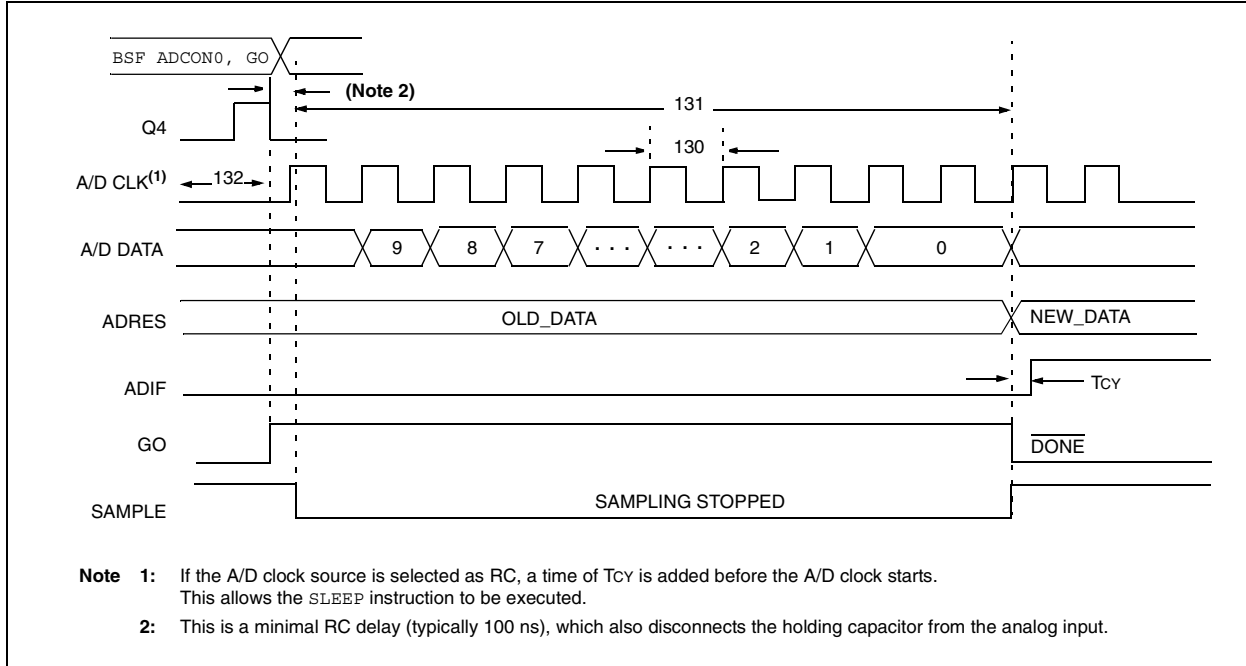 BSF ADCON0, GO
(Note 2)
131
Q4
130
A/D CLK(1)
132
A/D DATA
9 8 7 . . . . . . 2 1 0
ADRES
OLD_DATA
NEW_DATA
ADIF
TCY
GO
DONE
SAMPLE
SAMPLING STOPPED
Note 1: If the A/D clock source is selected as RC, a time of TCY is added before the A/D clock starts.
This allows the SLEEP instruction to be executed.
2: This is a minimal RC delay (typically 100 ns), which also disconnects the holding capacitor from the analog input.